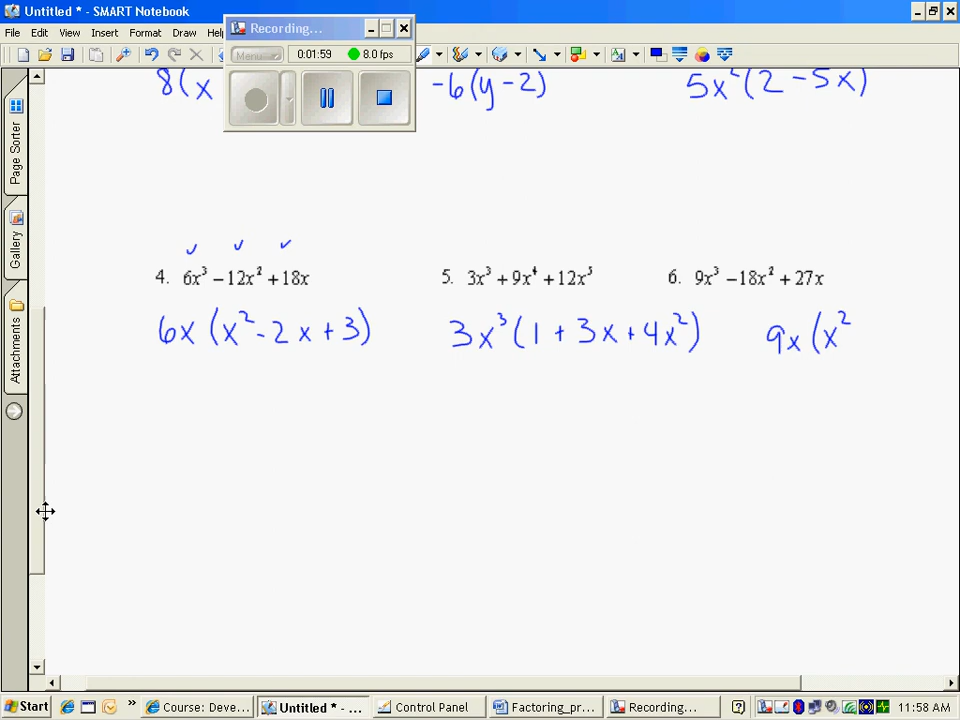 Untitled * - SMART Notebook
File Edit View Insert Format Draw Help
Recording...
Menu
0:01:59 8.0 fps
8(x -6(y-2) 5x²(2-5x)
Page Sorter
Gallery
Attachments
4. 6x³ -12x² +18x 5. 3x³ +9x⁴ +12x⁵ 6. 9x³ -18x² +27x
6x (x² - 2x + 3) 3x³(1 + 3x + 4x²) 9x(x²
Start Course: Deve... Untitled * - ... Control Panel Factoring_pr... Recording... 11:58 AM